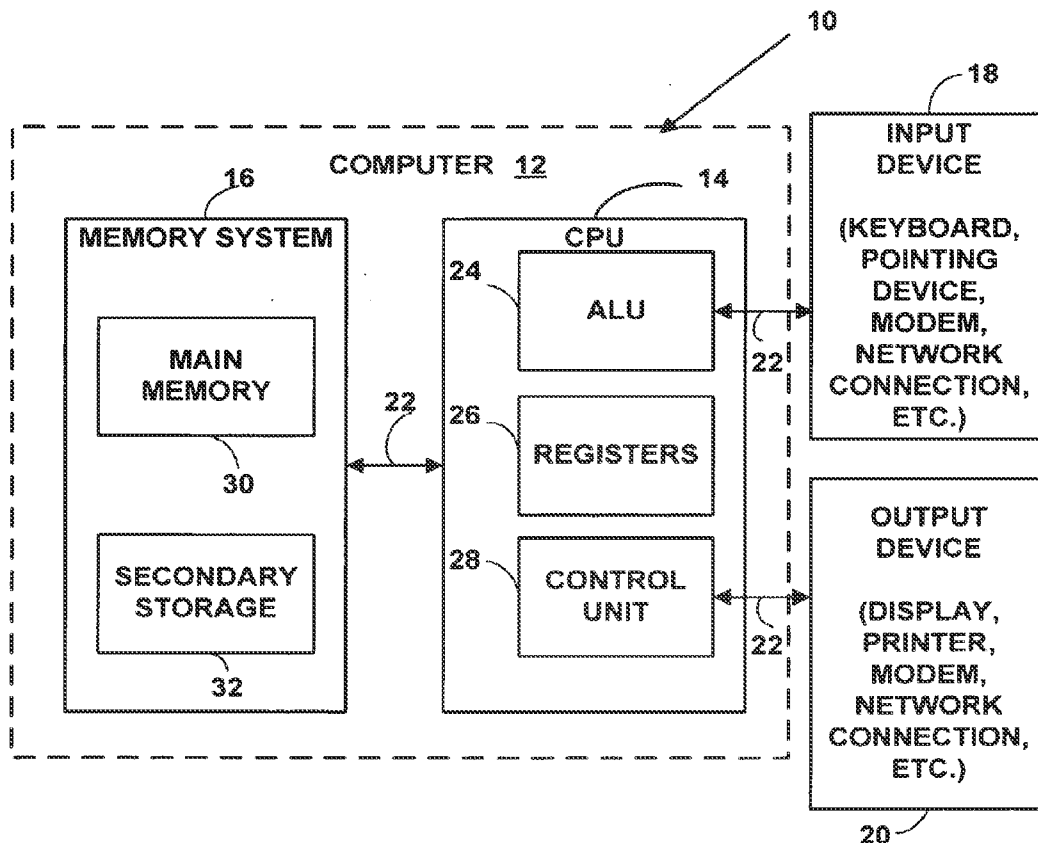 10
COMPUTER 12
16
MEMORY SYSTEM
MAIN
MEMORY
30
SECONDARY
STORAGE
32
22
14
CPU
24
ALU
26
REGISTERS
28
CONTROL
UNIT
22
22
18
INPUT
DEVICE
(KEYBOARD,
POINTING
DEVICE,
MODEM,
NETWORK
CONNECTION,
ETC.)
OUTPUT
DEVICE
(DISPLAY,
PRINTER,
MODEM,
NETWORK
CONNECTION,
ETC.)
20